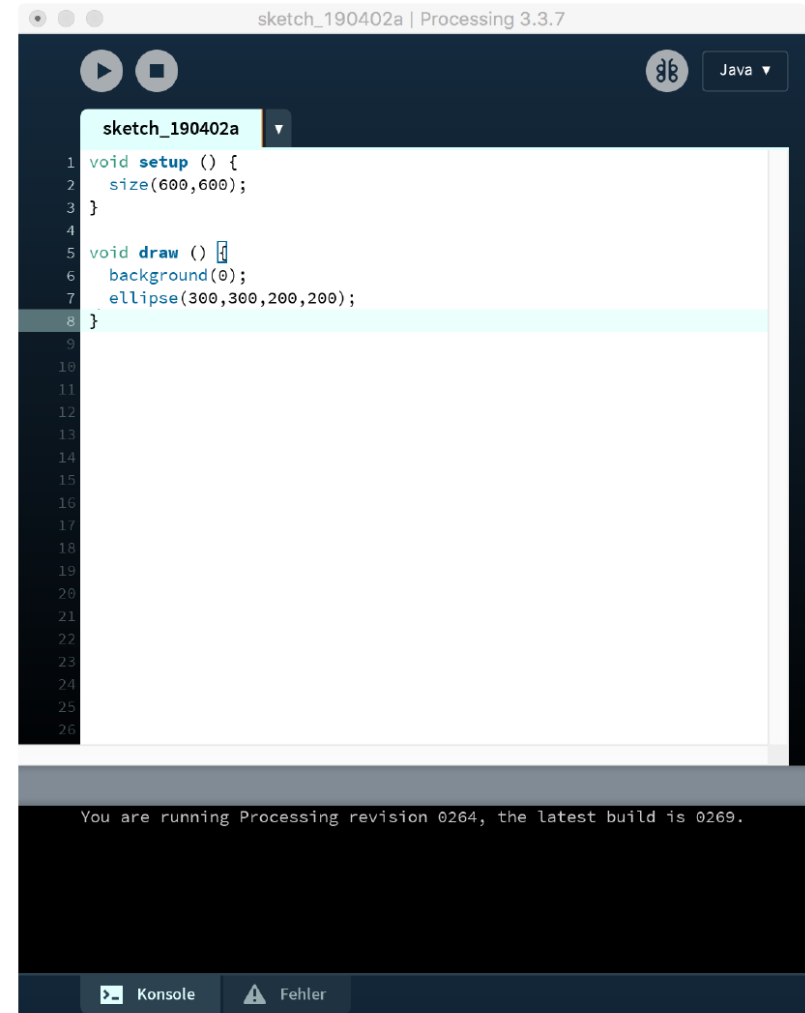 sketch_190402a | Processing 3.3.7
Java ▼
sketch_190402a ▼
1 void setup () {
2   size(600,600);
3 }
4
5 void draw () {
6   background(0);
7   ellipse(300,300,200,200);
8 }
9
10
11
12
13
14
15
16
17
18
19
20
21
22
23
24
25
26
You are running Processing revision 0264, the latest build is 0269.
Konsole Fehler